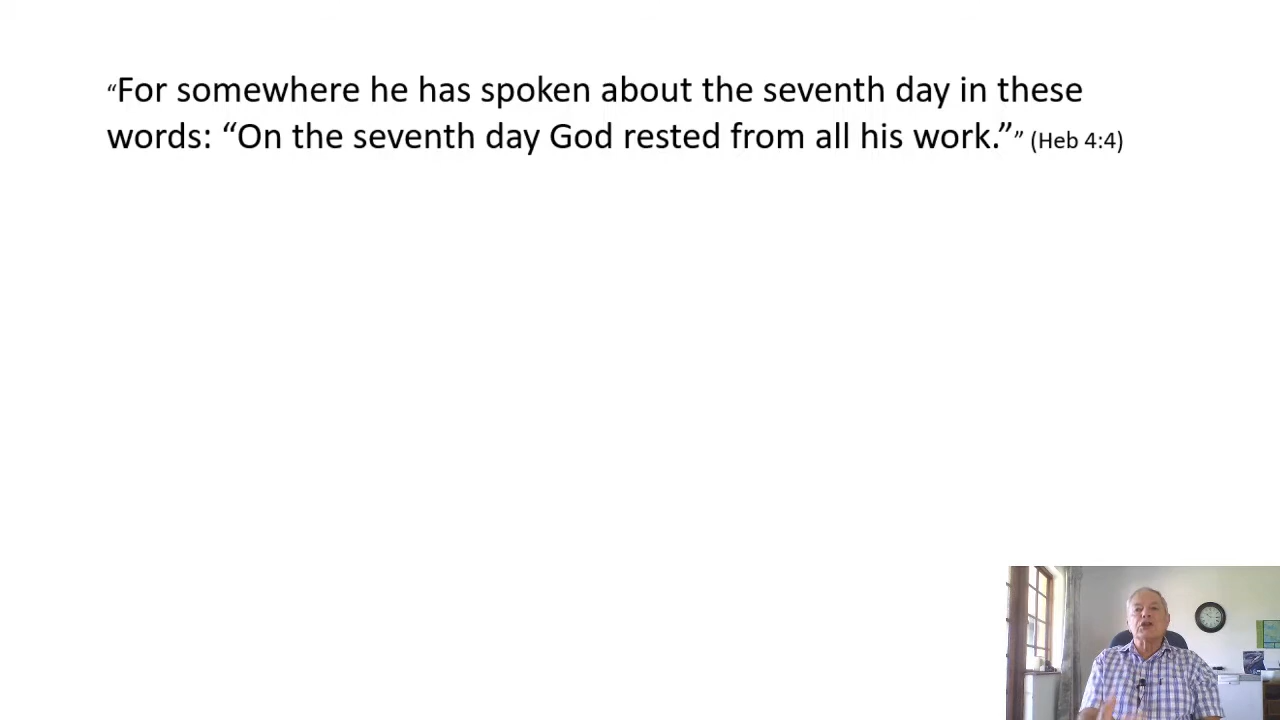 “For somewhere he has spoken about the seventh day in these
words: “On the seventh day God rested from all his work.”” (Heb 4:4)